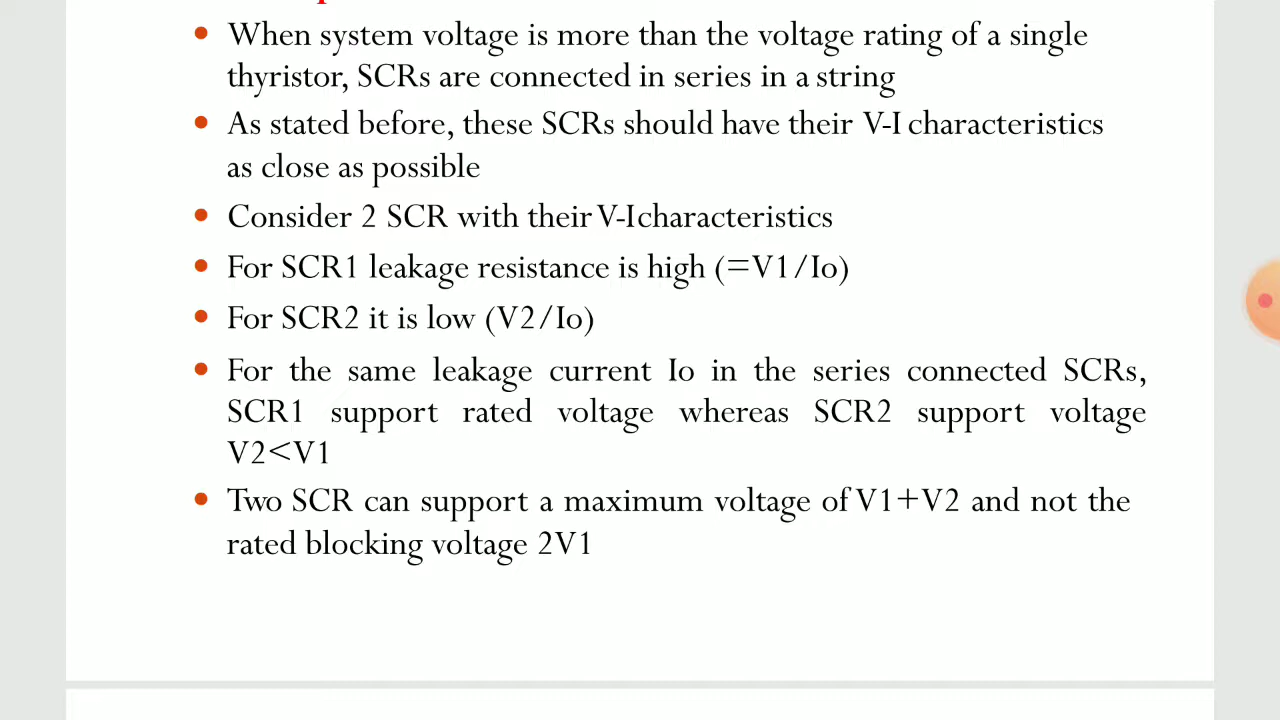 • When system voltage is more than the voltage rating of a single
thyristor, SCRs are connected in series in a string
• As stated before, these SCRs should have their V-I characteristics
as close as possible
• Consider 2 SCR with their V-Icharacteristics
• For SCR1 leakage resistance is high (=V1/Io)
• For SCR2 it is low (V2/Io)
• For the same leakage current Io in the series connected SCRs,
SCR1 support rated voltage whereas SCR2 support voltage
V2<V1
• Two SCR can support a maximum voltage of V1+V2 and not the
rated blocking voltage 2V1